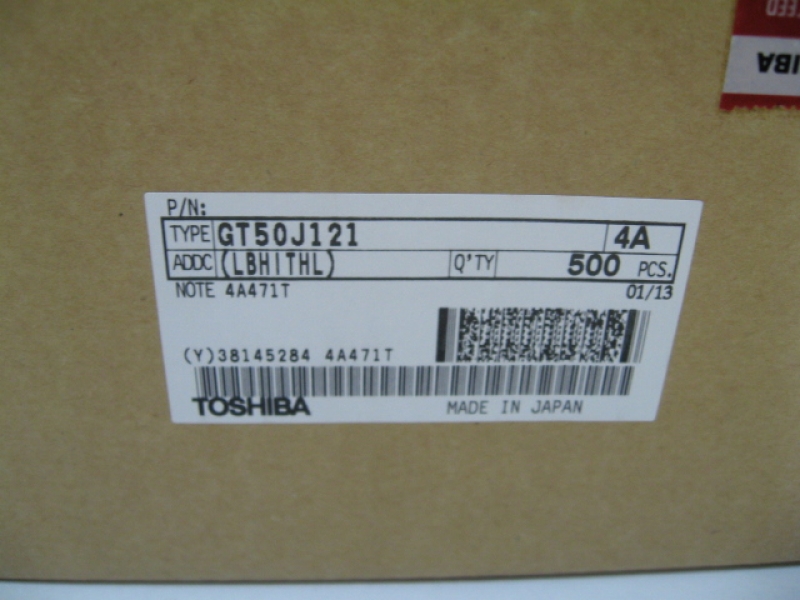 P/N:
TYPE GT50J121 4A
ADDC (LBHITHL) Q'TY 500 PCS.
NOTE 4A471T 01/13
(Y)38145284 4A471T
TOSHIBA MADE IN JAPAN